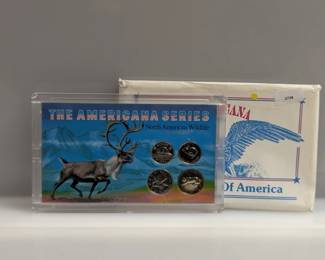 THE AMERICANA SERIES
North American Wildlife
ANA
Of America